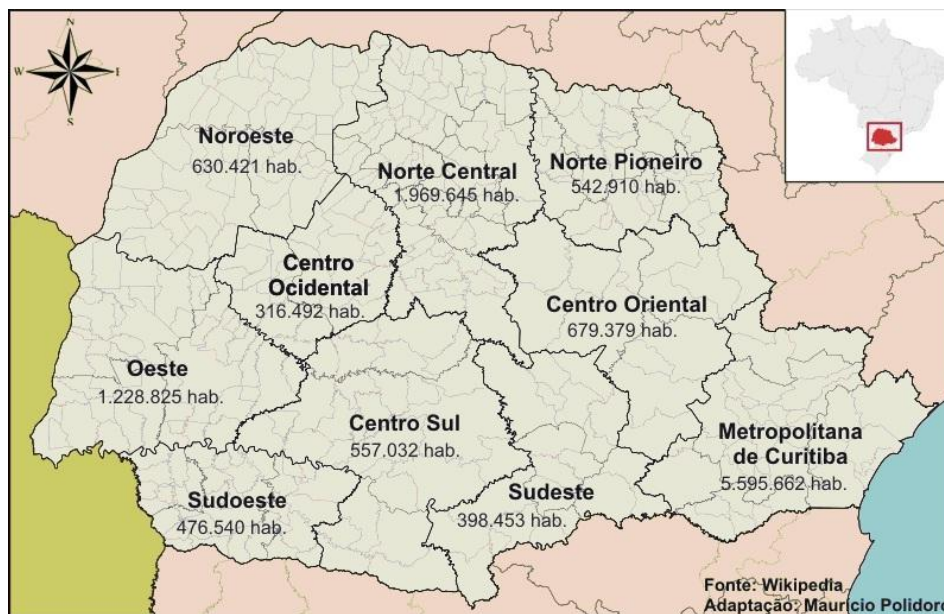 N
W
I
S
Noroeste
630.421 hab.
Norte Central
1.969.645 hab.
Norte Pioneiro
542.910 hab.
Centro
Ocidental
316.492 hab.
Centro Oriental
679.379 hab.
Oeste
1.228.825 hab.
Centro Sul
557.032 hab.
Metropolitana
de Curitiba
5.595.662 hab.
Sudoeste
476.540 hab.
Sudeste
398.453 hab.
Fonte: Wikipedia
Adaptação: Mauricio Polidoro